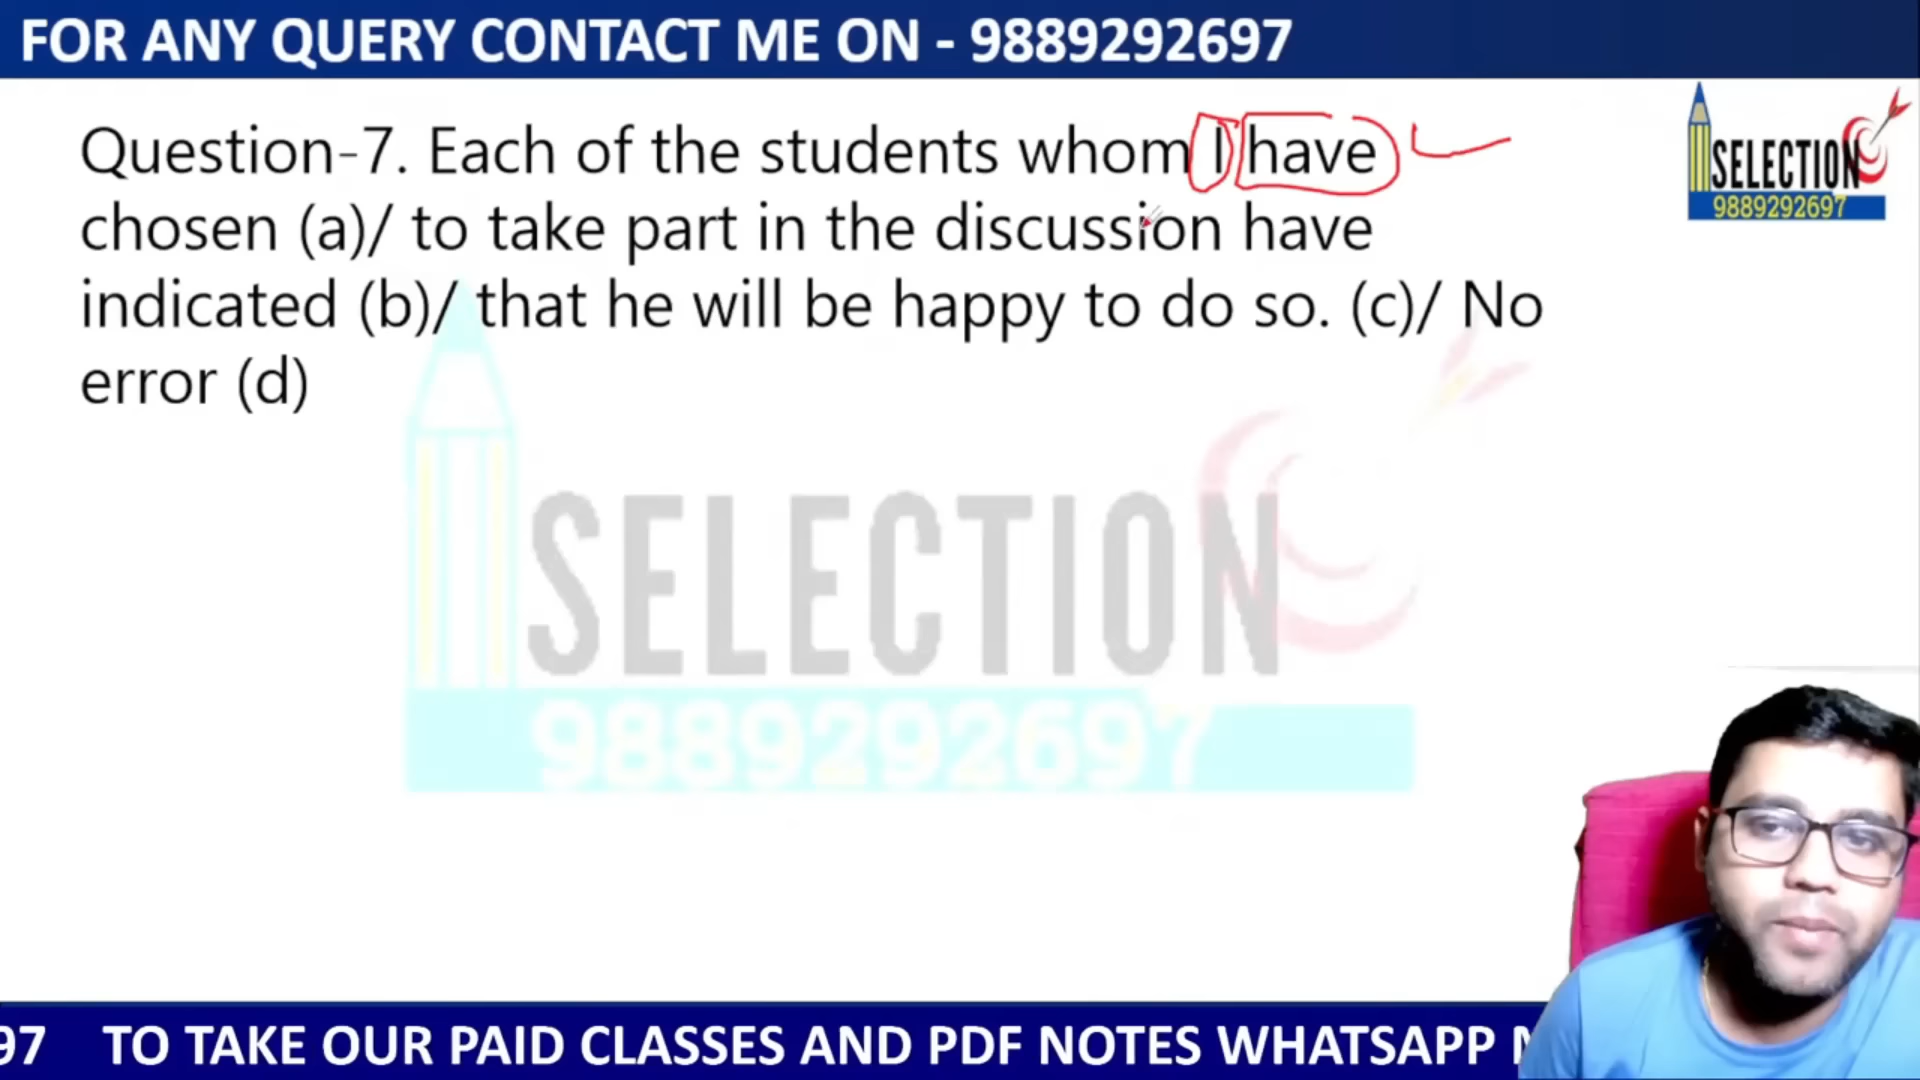 FOR ANY QUERY CONTACT ME ON - 9889292697
SELECTION
9889292697
Question-7. Each of the students whom I have
chosen (a)/ to take part in the discussion have
indicated (b)/ that he will be happy to do so. (c)/ No
error (d)
SELECTION
9889292697
97 TO TAKE OUR PAID CLASSES AND PDF NOTES WHATSAPP